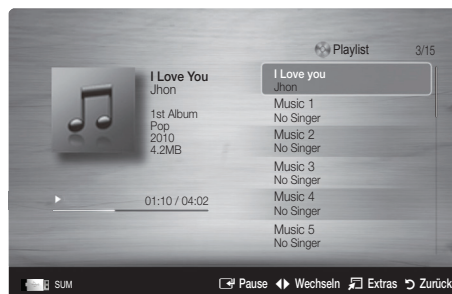 Playlist 3/15
I Love You
Jhon
1st Album
Pop
2010
4.2MB
01:10 / 04:02
I Love you
Jhon
Music 1
No Singer
Music 2
No Singer
Music 3
No Singer
Music 4
No Singer
Music 5
No Singer
SUM Pause Wechseln Extras Zurück